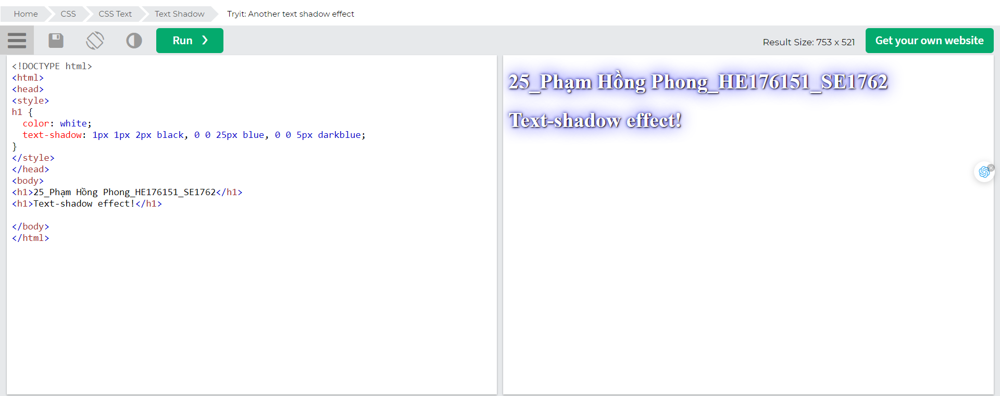 Home CSS CSS Text Text Shadow Tryit: Another text shadow effect
Run ❯ Result Size: 753 x 521 Get your own website
<!DOCTYPE html>
<html>
<head>
<style>
h1 {
  color: white;
  text-shadow: 1px 1px 2px black, 0 0 25px blue, 0 0 5px darkblue;
}
</style>
</head>
<body>
<h1>25_Phạm Hồng Phong_HE176151_SE1762</h1>
<h1>Text-shadow effect!</h1>
</body>
</html>
25_Phạm Hồng Phong_HE176151_SE1762
Text-shadow effect!